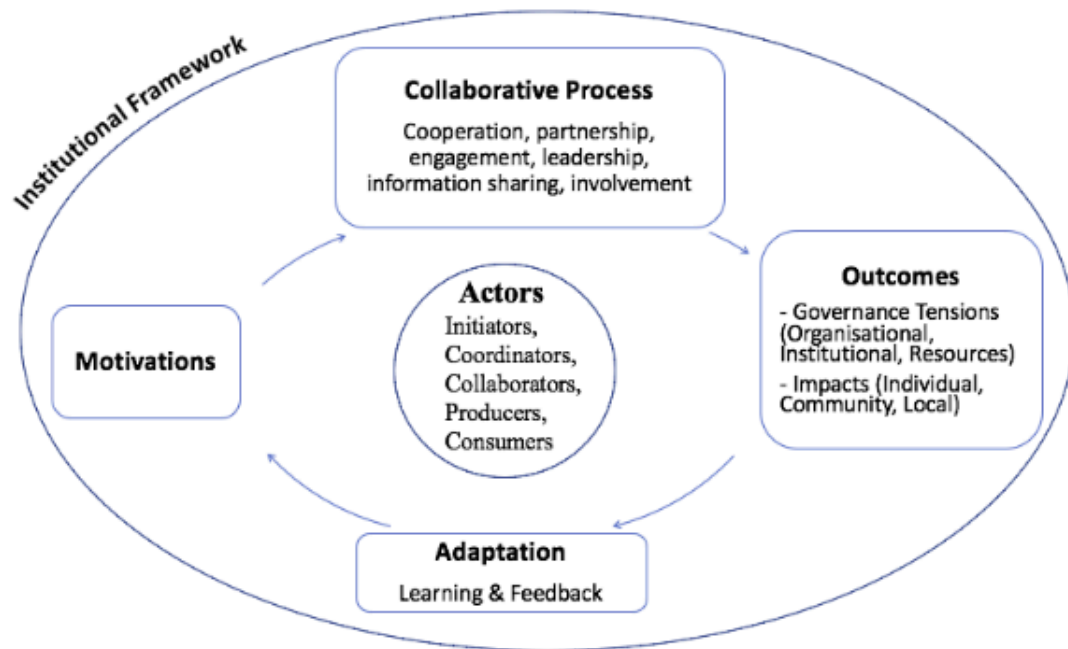 Institutional Framework
Collaborative Process
Cooperation, partnership,
engagement, leadership,
information sharing, involvement
Outcomes
- Governance Tensions
(Organisational,
Institutional, Resources)
- Impacts (Individual,
Community, Local)
Actors
Initiators,
Coordinators,
Collaborators,
Producers,
Consumers
Motivations
Adaptation
Learning & Feedback